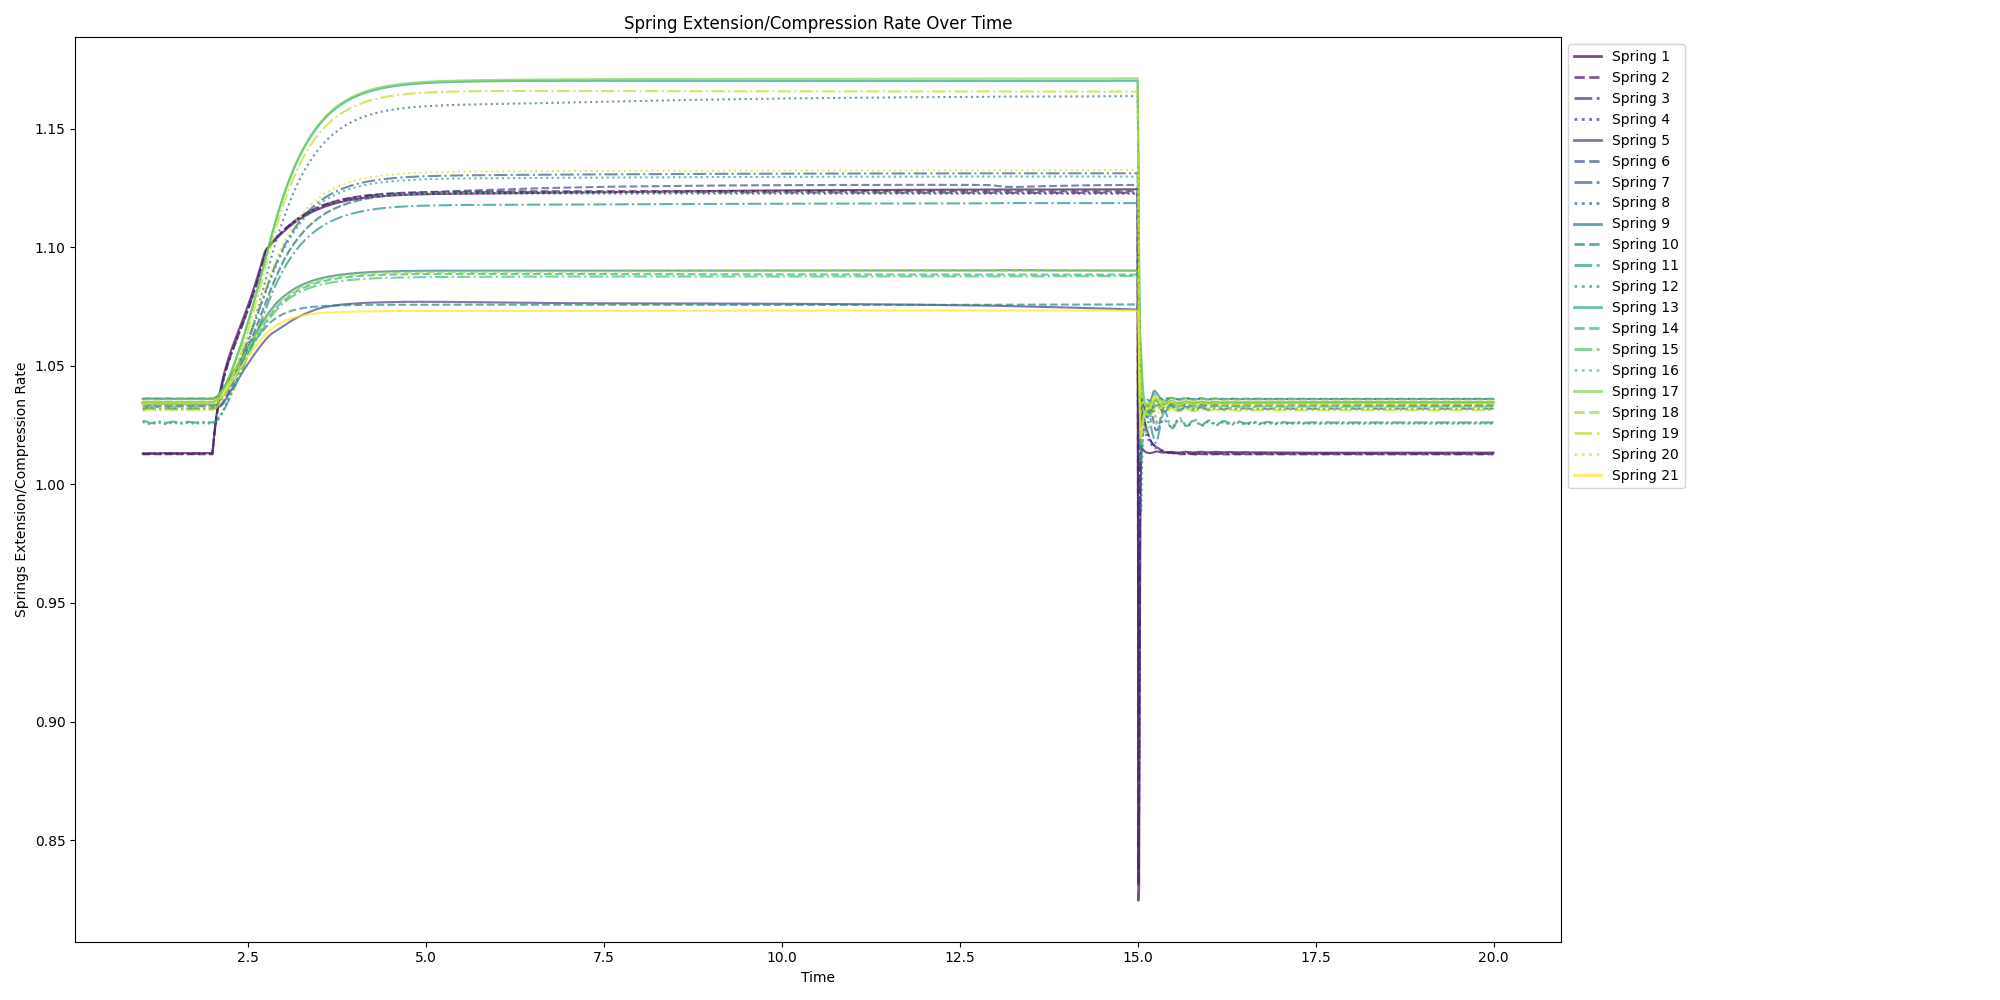 Spring Extension/Compression Rate Over Time
Springs Extension/Compression Rate
1.15
1.10
1.05
1.00
0.95
0.90
0.85
2.5
5.0
7.5
10.0
12.5
15.0
17.5
20.0
Time
Spring 1
Spring 2
Spring 3
Spring 4
Spring 5
Spring 6
Spring 7
Spring 8
Spring 9
Spring 10
Spring 11
Spring 12
Spring 13
Spring 14
Spring 15
Spring 16
Spring 17
Spring 18
Spring 19
Spring 20
Spring 21